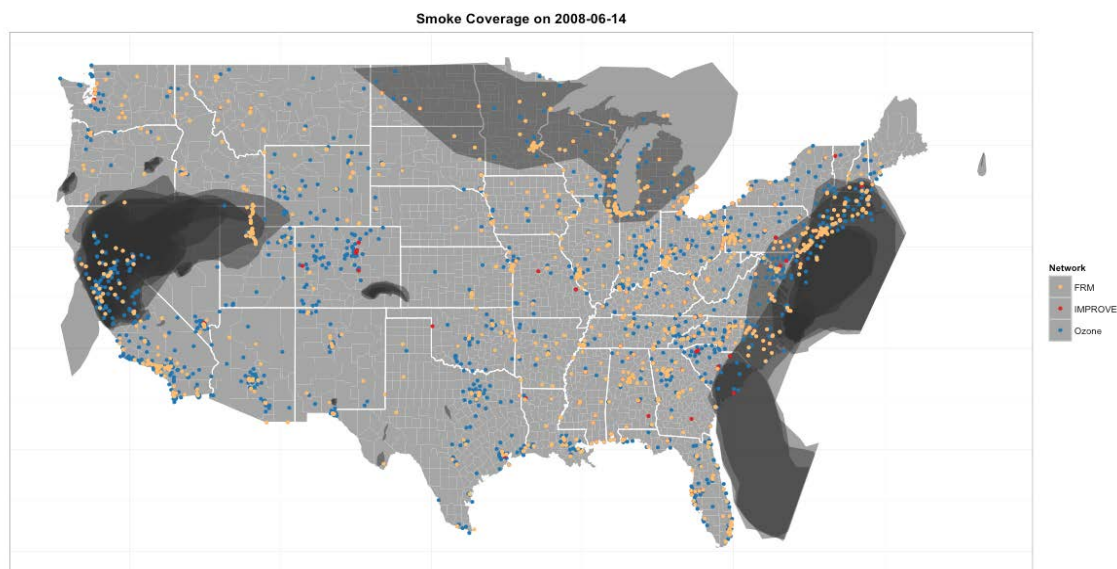 Smoke Coverage on 2008-06-14
Network
FRM
IMPROVE
Ozone